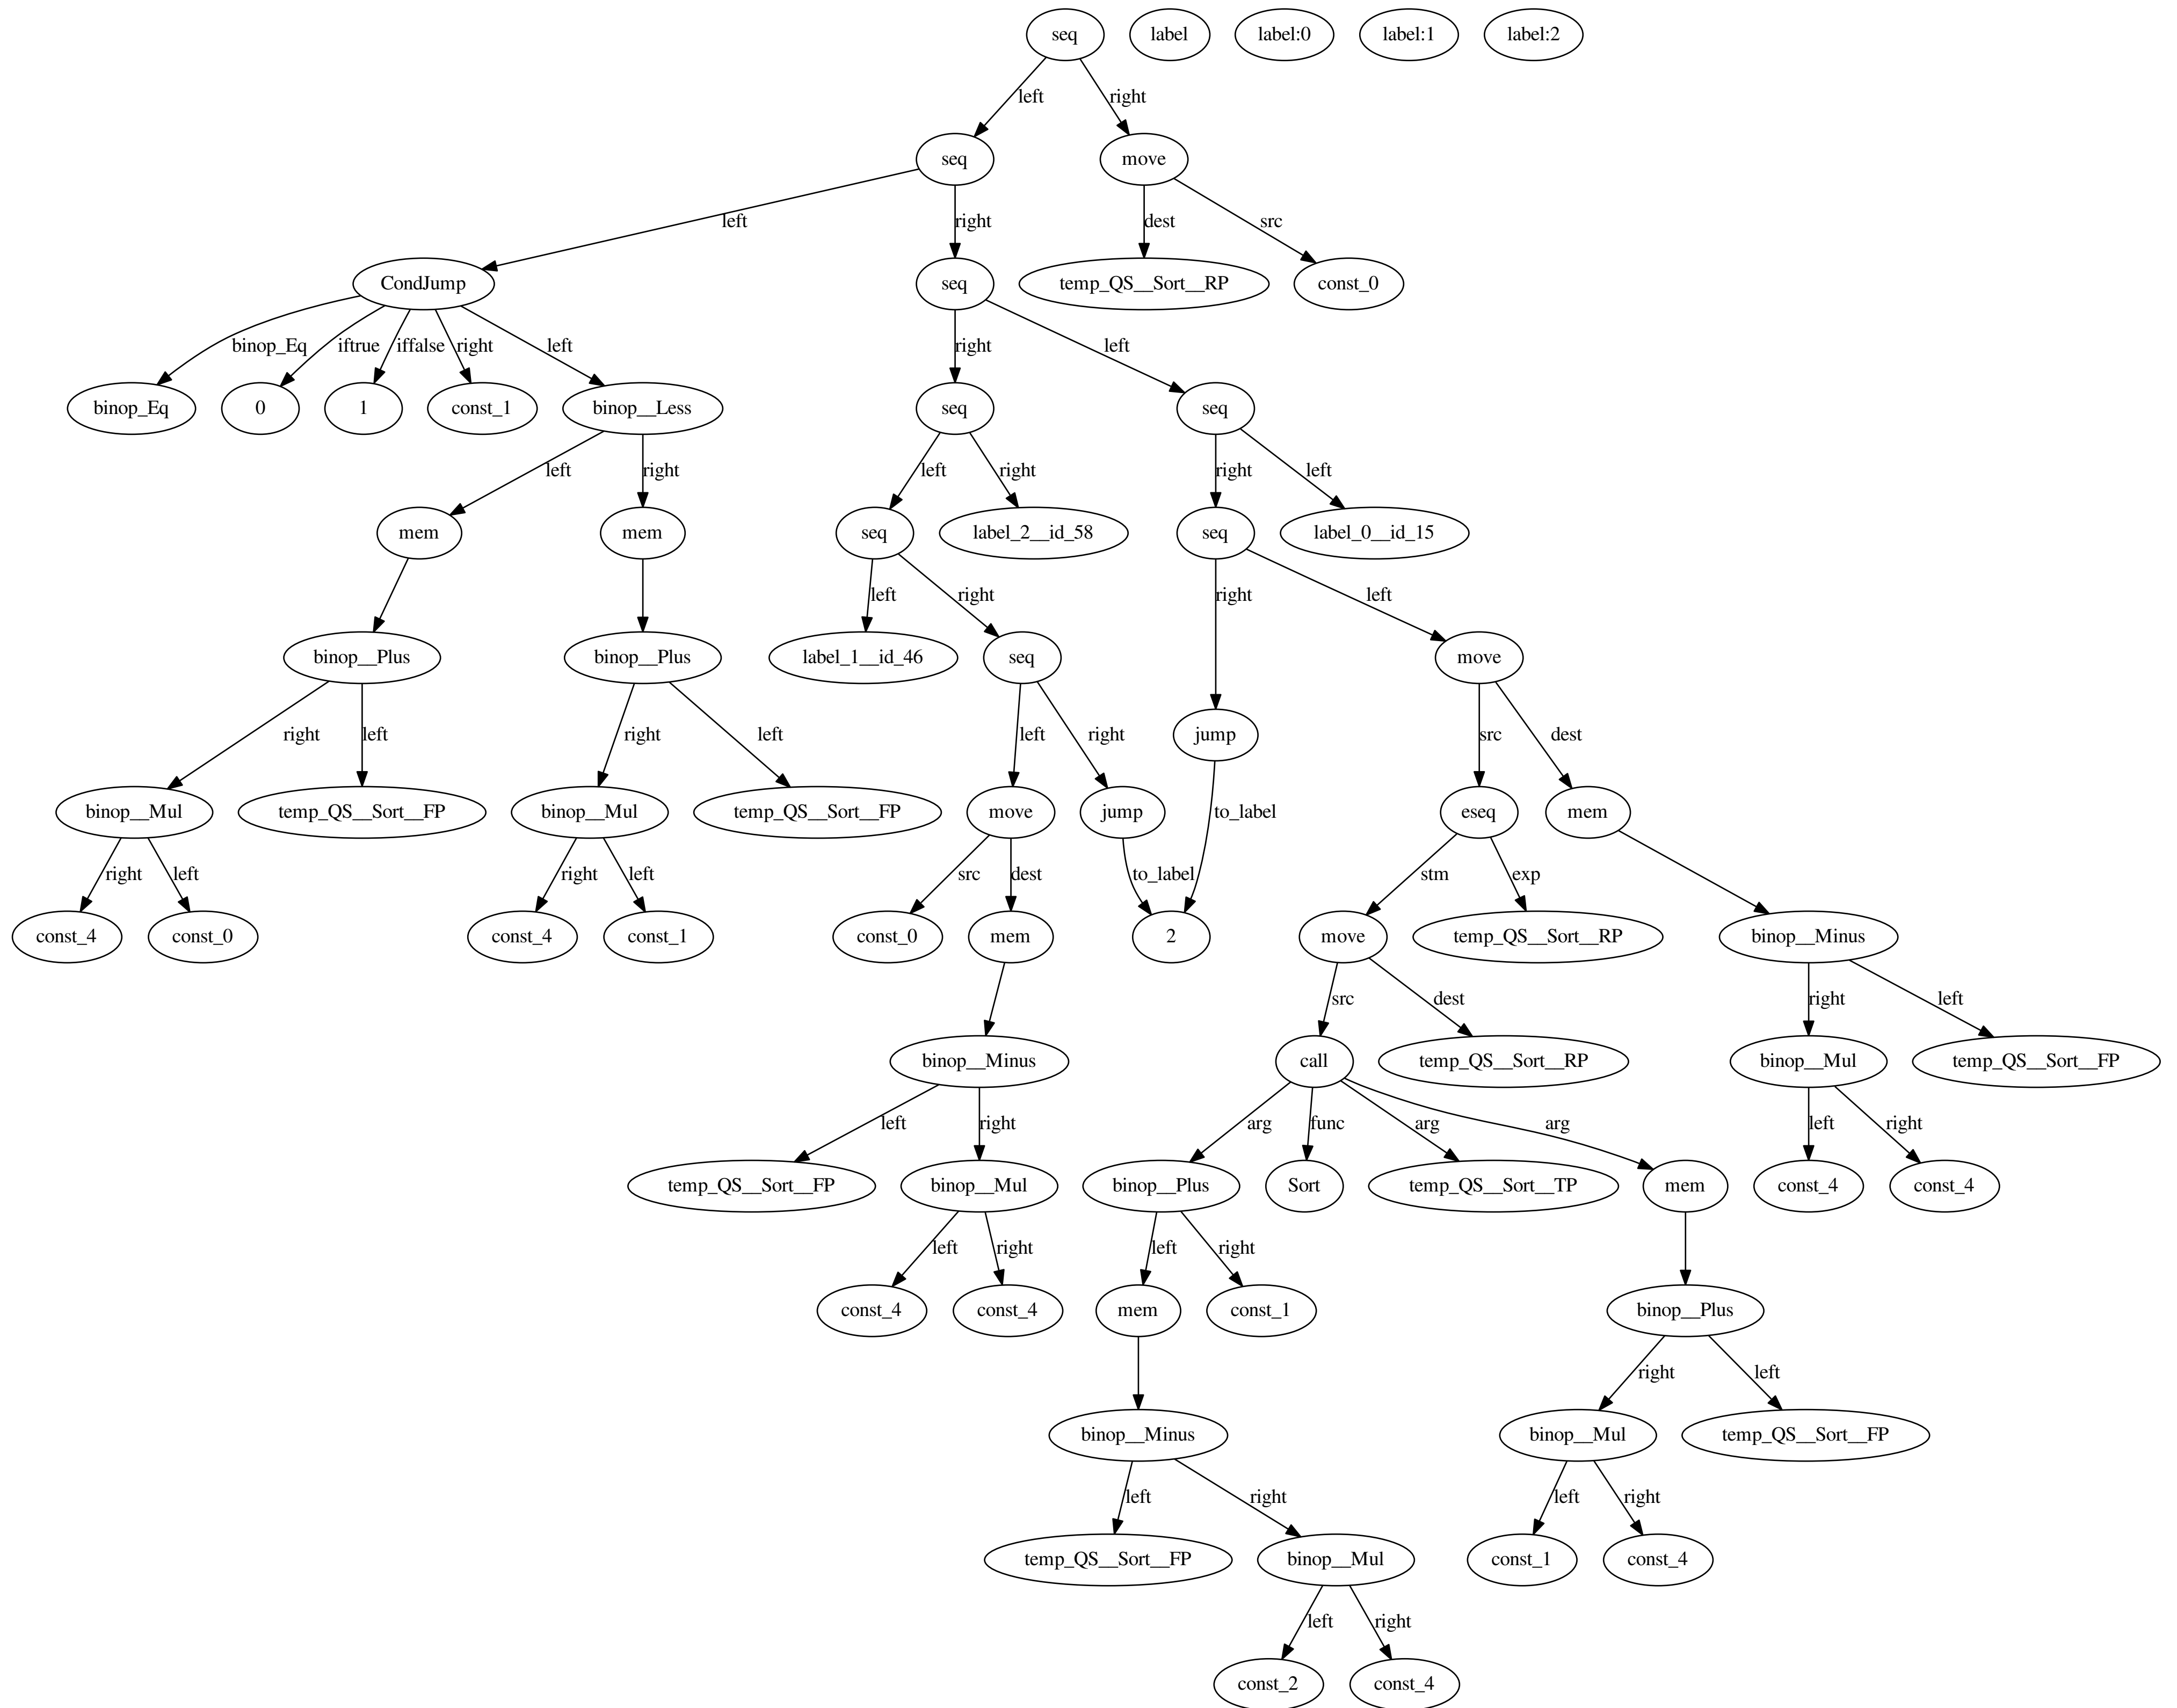 seq label label:0 label:1 label:2
left right
seq move
left right dest src
CondJump seq temp_QS__Sort__RP const_0
binop_Eq iftrue iffalse right left right left
binop_Eq 0 1 const_1 binop__Less seq seq
left right left right right left
mem mem seq label_2__id_58 seq label_0__id_15
left right right left
binop__Plus binop__Plus label_1__id_46 seq move
right left right left left right jump src dest
binop__Mul temp_QS__Sort__FP binop__Mul temp_QS__Sort__FP move jump to_label eseq mem
right left right left src dest to_label stm exp
const_4 const_0 const_4 const_1 const_0 mem 2 move temp_QS__Sort__RP binop__Minus
src dest right left
binop__Minus call temp_QS__Sort__RP binop__Mul temp_QS__Sort__FP
left right arg func arg arg left right
temp_QS__Sort__FP binop__Mul binop__Plus Sort temp_QS__Sort__TP mem const_4 const_4
left right left right
const_4 const_4 mem const_1 binop__Plus
right left
binop__Minus binop__Mul temp_QS__Sort__FP
left right left right
temp_QS__Sort__FP binop__Mul const_1 const_4
left right
const_2 const_4